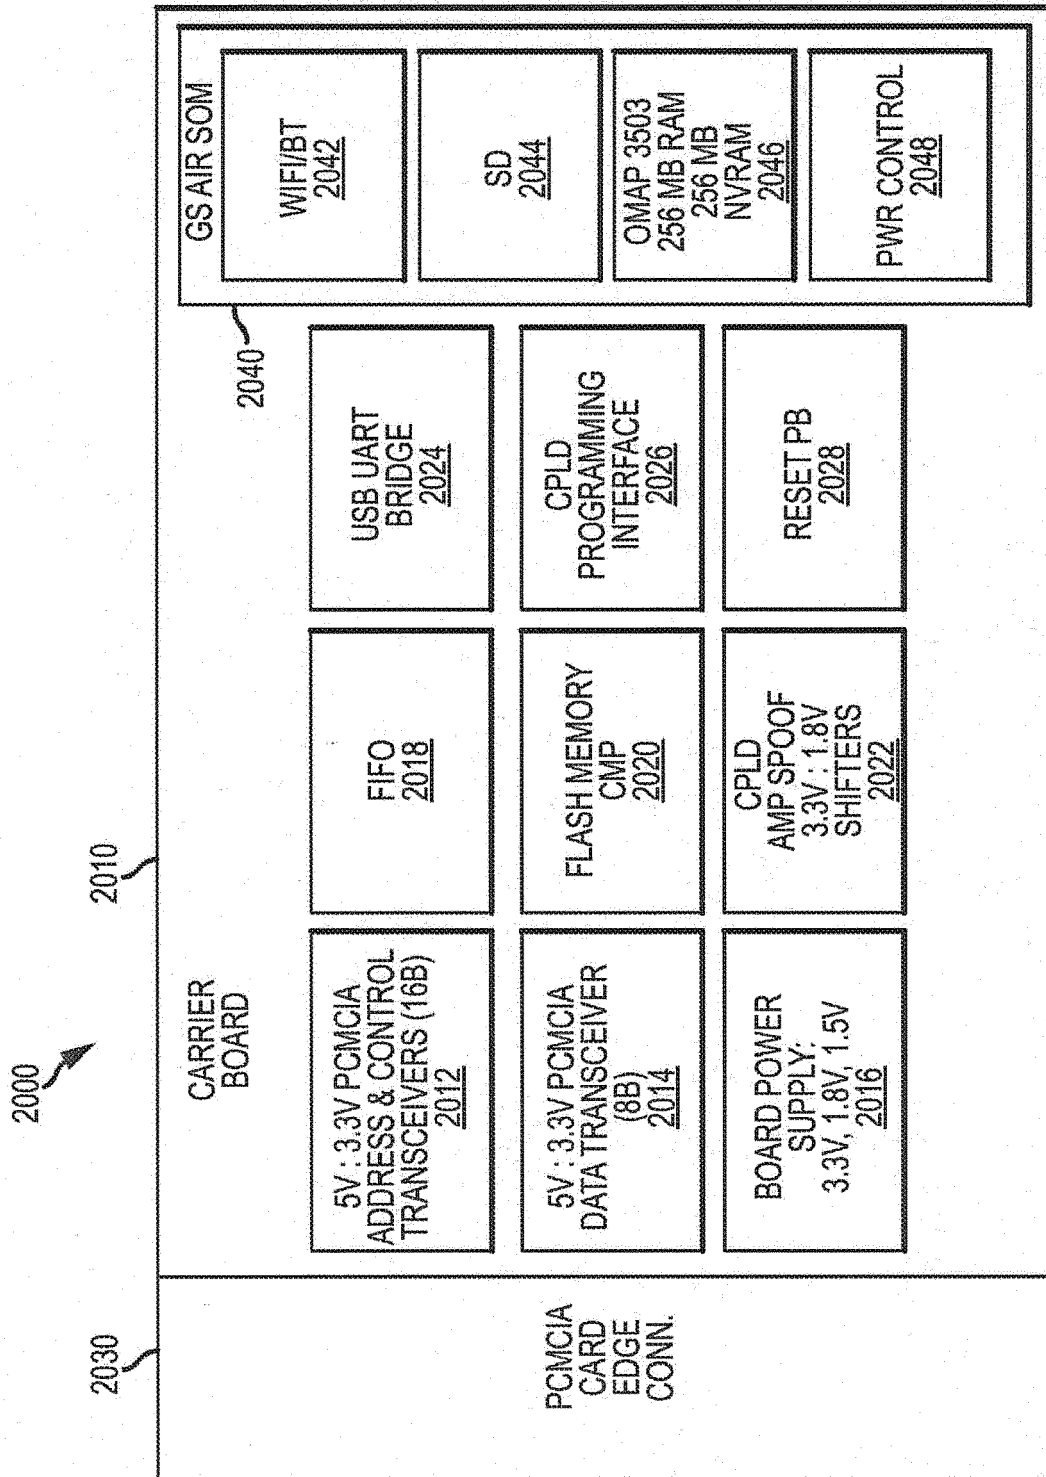 2000
2030
2010
2040
PCMCIA
CARD
EDGE
CONN.
CARRIER
BOARD
5V : 3.3V PCMCIA
ADDRESS & CONTROL
TRANSCEIVERS (16B)
2012
5V : 3.3V PCMCIA
DATA TRANSCEIVER
(8B)
2014
BOARD POWER
SUPPLY:
3.3V, 1.8V, 1.5V
2016
FIFO
2018
FLASH MEMORY
CMP
2020
CPLD
AMP SPOOF
3.3V : 1.8V
SHIFTERS
2022
USB UART
BRIDGE
2024
CPLD
PROGRAMMING
INTERFACE
2026
RESET PB
2028
GS AIR SOM
WIFI/BT
2042
SD
2044
OMAP 3503
256 MB RAM
256 MB
NVRAM
2046
PWR CONTROL
2048